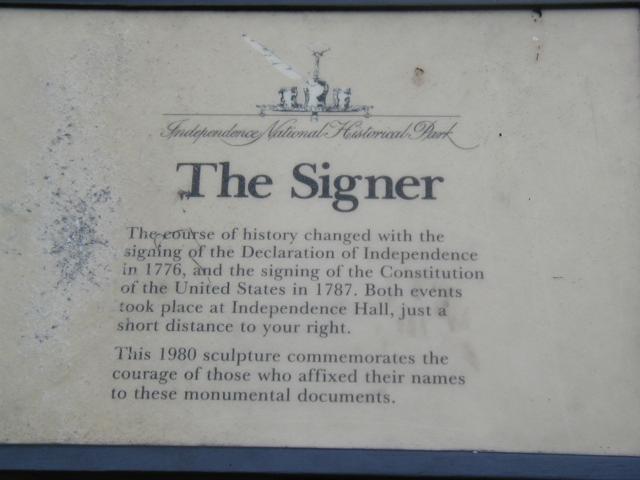 Independence National Historical Park
The Signer
The course of history changed with the
signing of the Declaration of Independence
in 1776, and the signing of the Constitution
of the United States in 1787. Both events
took place at Independence Hall, just a
short distance to your right.
This 1980 sculpture commemorates the
courage of those who affixed their names
to these monumental documents.